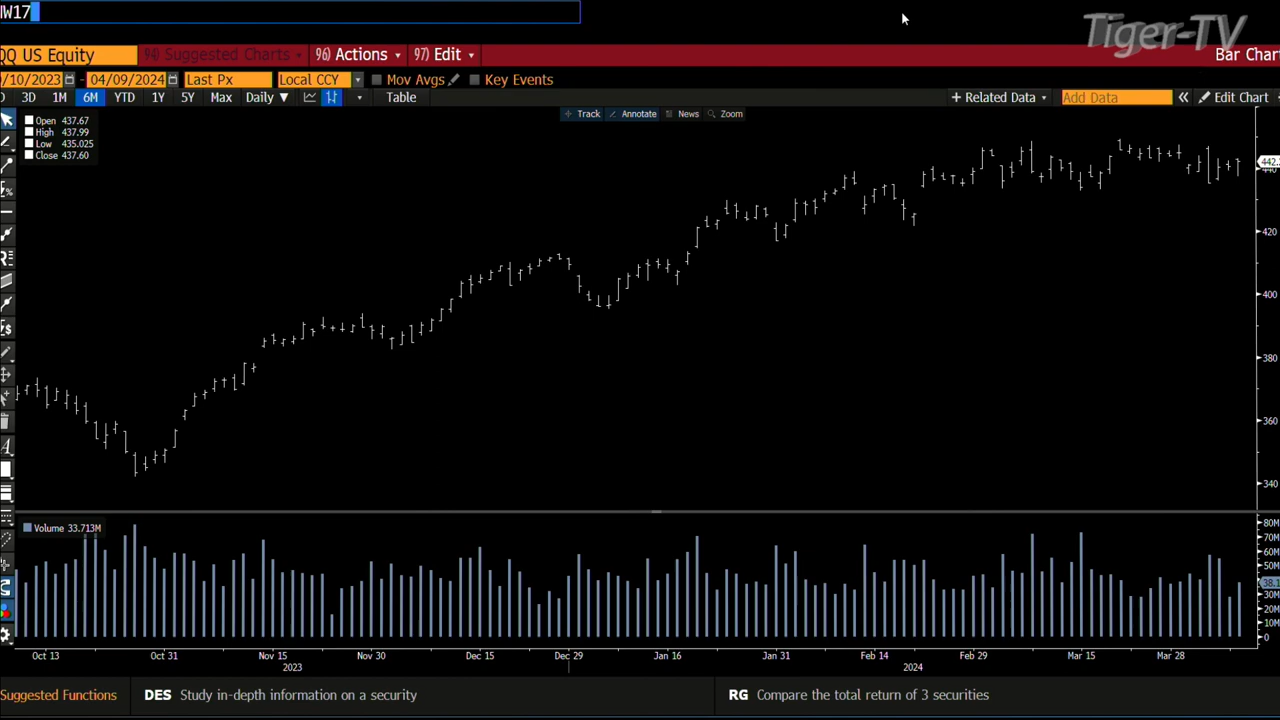 W17
Tiger-TV
QQ US Equity 94) Suggested Charts 96) Actions 97) Edit Bar Chart
/10/2023 - 04/09/2024 Last Px Local CCY Mov Avgs Key Events
D 3D 1M 6M YTD 1Y 5Y Max Daily ▼ Table + Related Data Add Data « Edit Chart
Track Annotate News Zoom
Open 437.67
High 437.99
Low 435.025
Close 437.60
442.
440
420
400
380
360
340
Volume 33.713M
80M
70M
60M
50M
38.1
30M
20M
10M
0
Oct 13 Oct 31 Nov 15 Nov 30 Dec 15 Dec 29 Jan 16 Jan 31 Feb 14 Feb 29 Mar 15 Mar 28
2023 2024
Suggested Functions DES Study in-depth information on a security RG Compare the total return of 3 securities